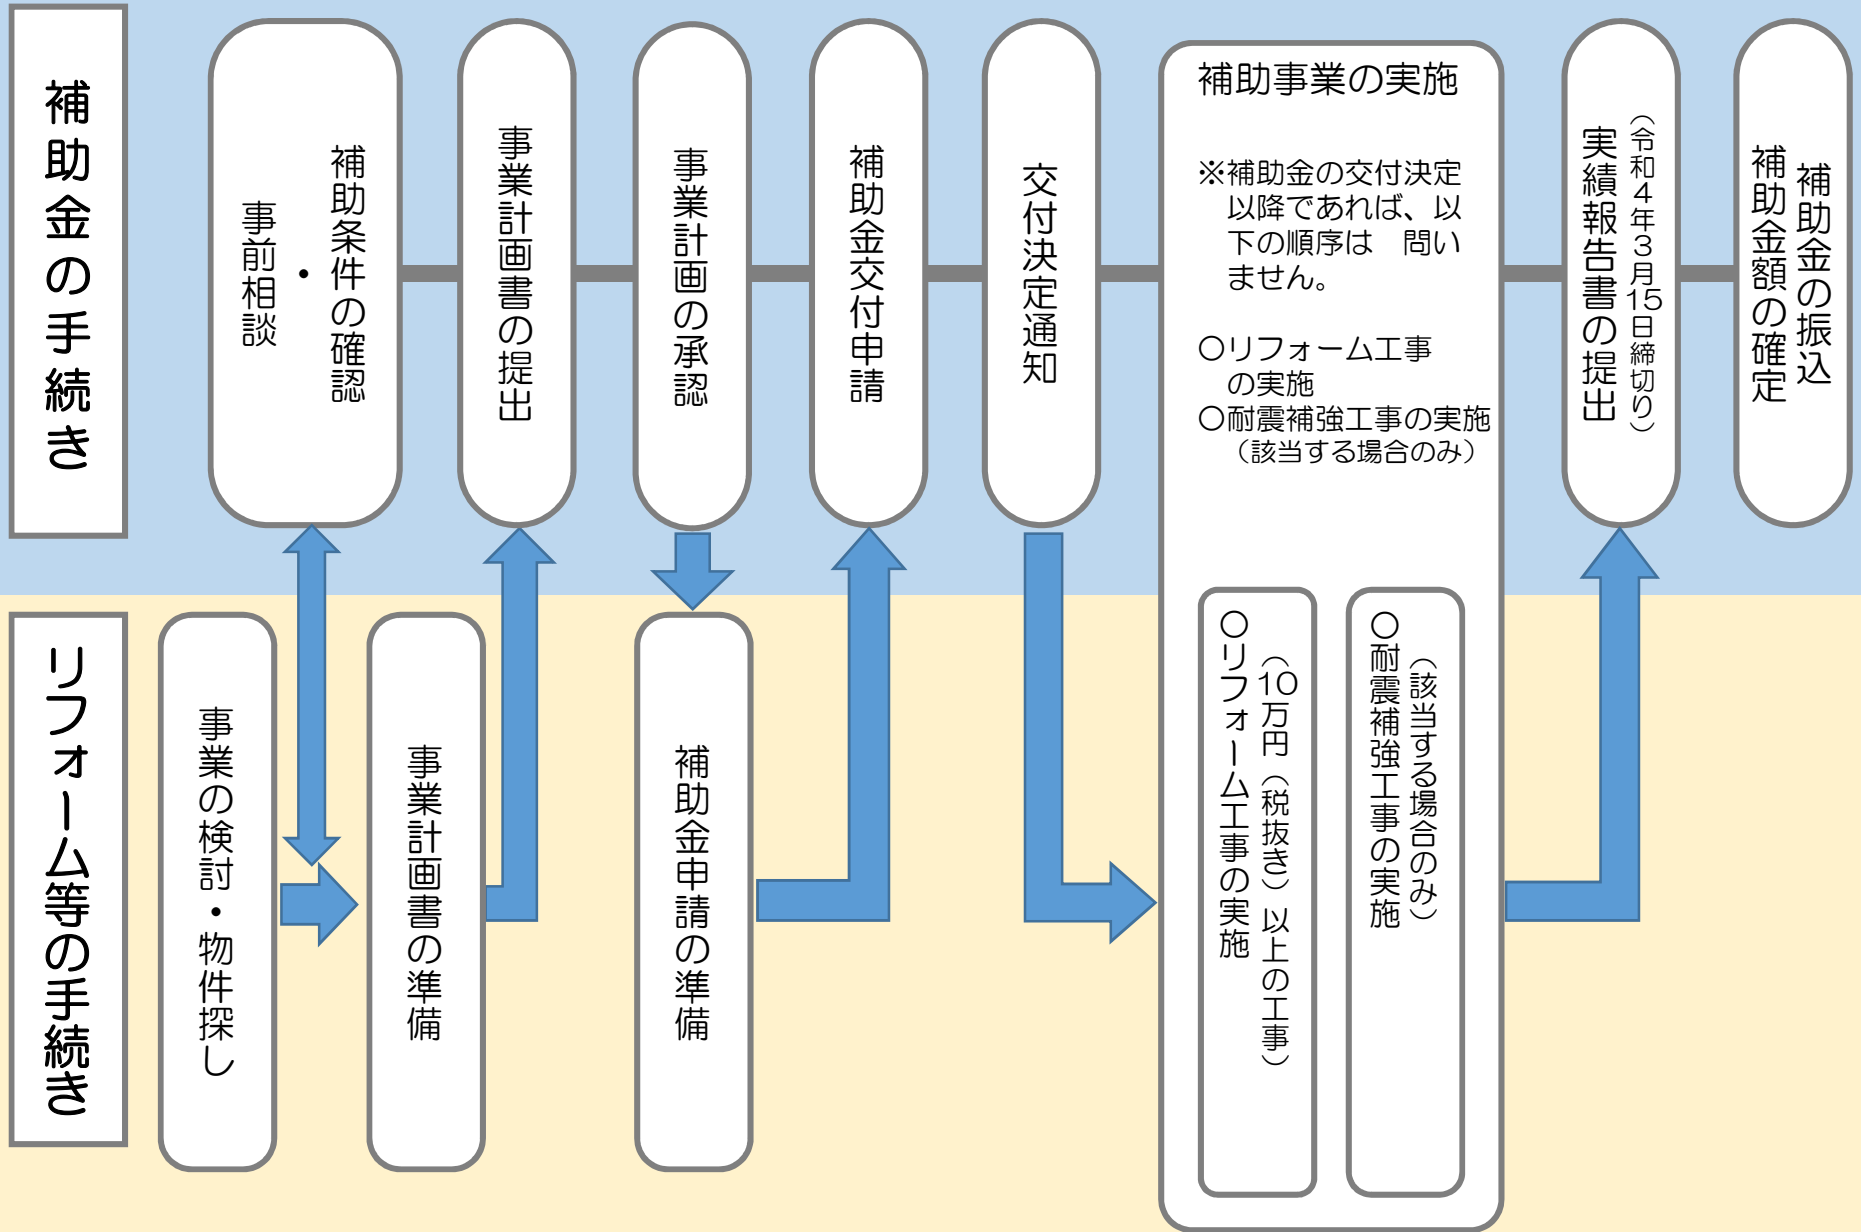 補助金の手続き
補助条件の確認
・
事前相談
事業計画書の提出
事業計画の承認
補助金交付申請
交付決定通知
補助事業の実施
※補助金の交付決定
以降であれば、以
下の順序は　問い
ません。
○リフォーム工事
の実施
○耐震補強工事の実施
（該当する場合のみ）
（令和４年３月15日締切り）
実績報告書の提出
補助金の振込
補助金額の確定
リフォーム等の手続き
事業の検討・物件探し
事業計画書の準備
補助金申請の準備
○リフォーム工事の実施
（10万円（税抜き）以上の工事）
○耐震補強工事の実施
（該当する場合のみ）